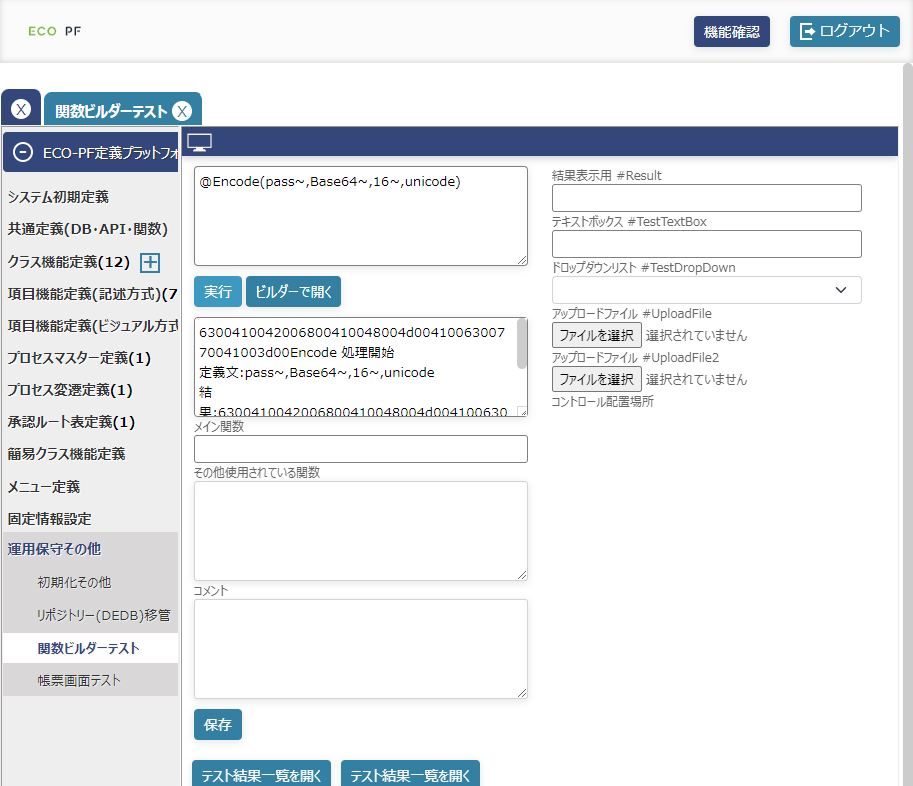 ECO PF
機能確認
ログアウト
X
関数ビルダーテスト X
ECO-PF定義プラットフォ
システム初期定義
共通定義(DB・API・関数)
クラス機能定義(12)
項目機能定義(記述方式)(7
項目機能定義(ビジュアル方式
プロセスマスター定義(1)
プロセス変遷定義(1)
承認ルート表定義(1)
簡易クラス機能定義
メニュー定義
固定情報設定
運用保守その他
初期化その他
リポジトリー(DEDB)移管
関数ビルダーテスト
帳票画面テスト
@Encode(pass~,Base64~,16~,unicode)
実行
ビルダーで開く
63004100420068004100480​04d00410063007
70041003d00Encode 処理開始
定義文:pass~,Base64~,16~,unicode
結
果:6300410042006800410048004d004100630
メイン関数
その他使用されている関数
コメント
保存
テスト結果一覧を開く
テスト結果一覧を開く
結果表示用 #Result
テキストボックス #TestTextBox
ドロップダウンリスト #TestDropDown
アップロードファイル #UploadFile
ファイルを選択 選択されていません
アップロードファイル #UploadFile2
ファイルを選択 選択されていません
コントロール配置場所